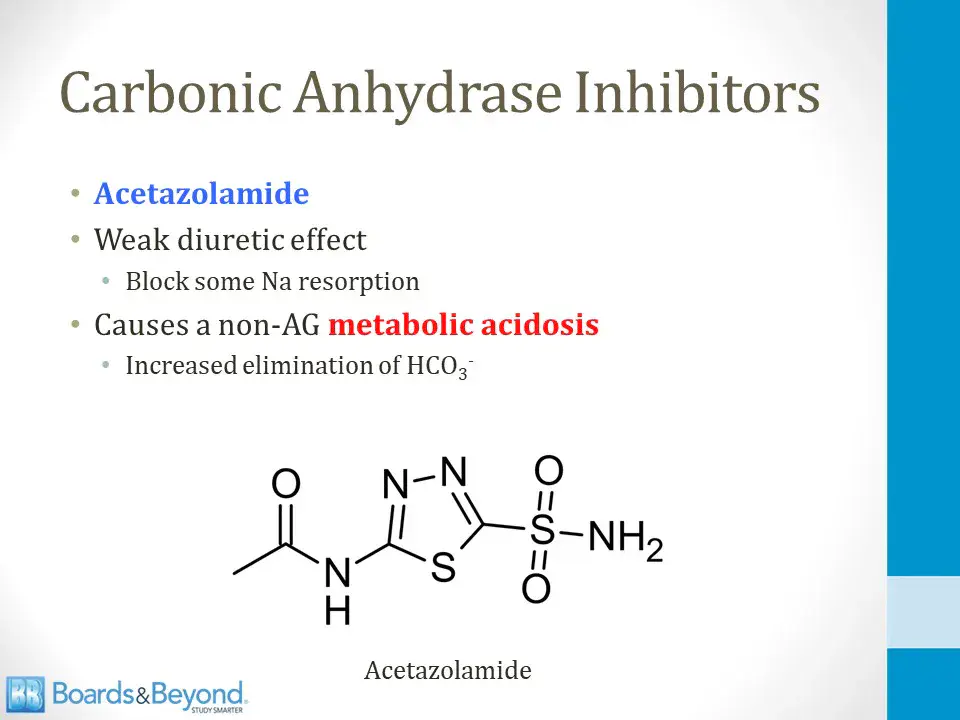 Carbonic Anhydrase Inhibitors
• Acetazolamide
• Weak diuretic effect
• Block some Na resorption
• Causes a non-AG metabolic acidosis
• Increased elimination of HCO₃⁻
O
N
N
O
S
NH₂
O
S
N
H
Acetazolamide
BB Boards&Beyond.
STUDY SMARTER